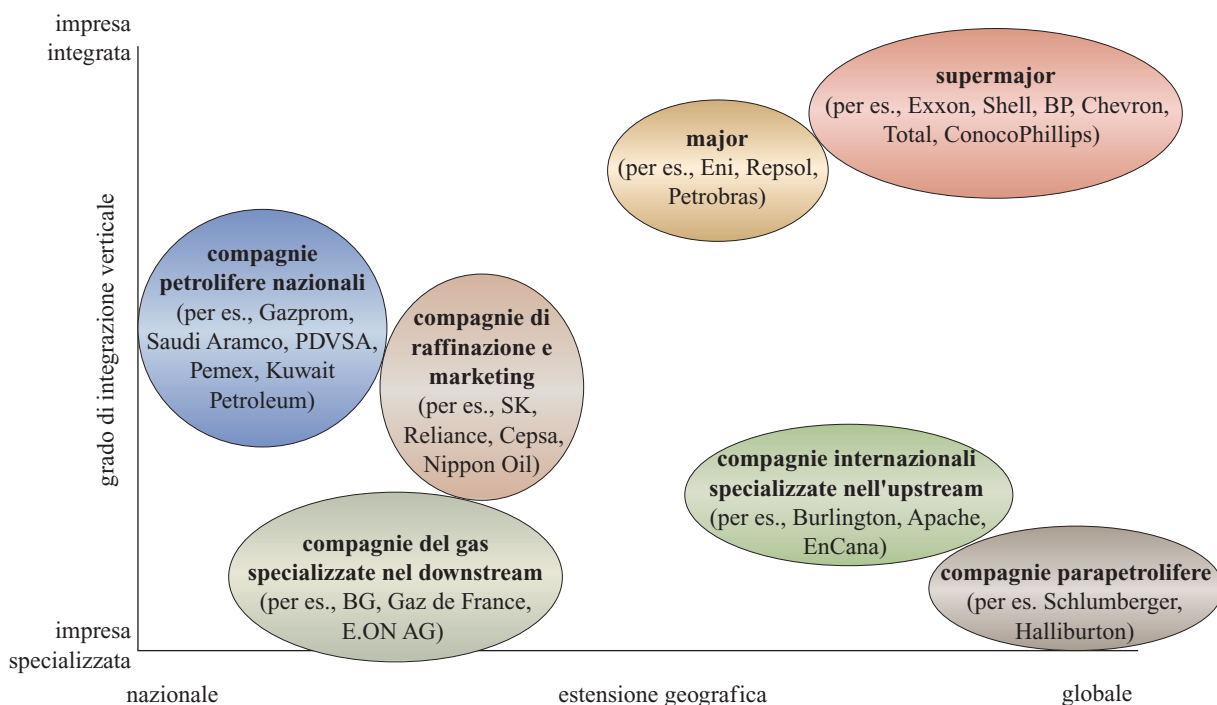 impresa
integrata
grado di integrazione verticale
supermajor
(per es., Exxon, Shell, BP, Chevron,
Total, ConocoPhillips)
major
(per es., Eni, Repsol,
Petrobras)
compagnie
petrolifere nazionali
(per es., Gazprom,
Saudi Aramco, PDVSA,
Pemex, Kuwait
Petroleum)
compagnie di
raffinazione e
marketing
(per es., SK,
Reliance, Cepsa,
Nippon Oil)
compagnie internazionali
specializzate nell'upstream
(per es., Burlington, Apache,
EnCana)
compagnie del gas
specializzate nel downstream
(per es., BG, Gaz de France,
E.ON AG)
compagnie parapetrolifere
(per es. Schlumberger,
Halliburton)
impresa
specializzata
nazionale
estensione geografica
globale